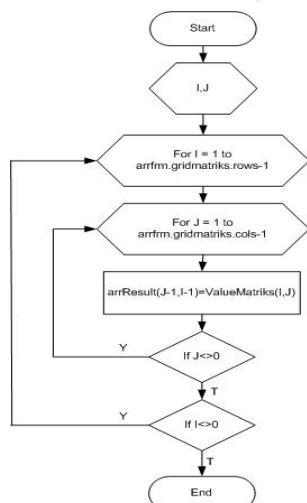 Start
I,J
For I = 1 to
arrfrm.gridmatriks.rows-1
For J = 1 to
arrfrm.gridmatriks.cols-1
arrResult(J-1,I-1)=ValueMatriks(I,J)
Y
If J<>0
T
Y
If I<>0
T
End